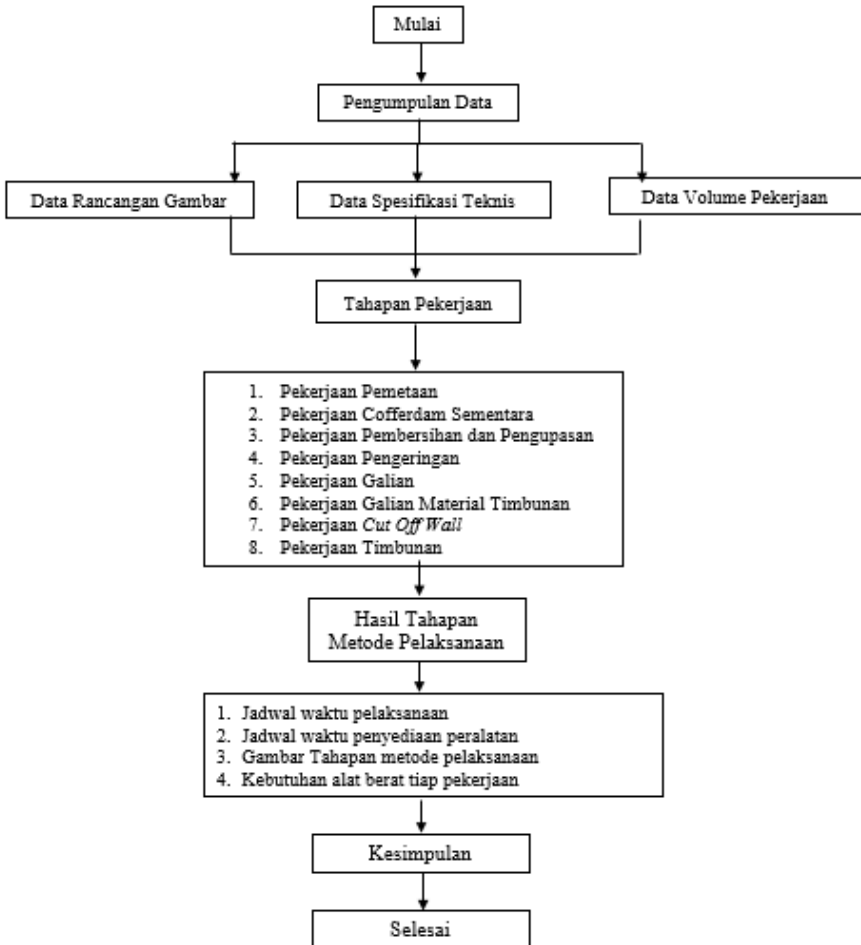 Mulai
Pengumpulan Data
Data Rancangan Gambar
Data Spesifikasi Teknis
Data Volume Pekerjaan
Tahapan Pekerjaan
1. Pekerjaan Pemetaan
2. Pekerjaan Cofferdam Sementara
3. Pekerjaan Pembersihan dan Pengupasan
4. Pekerjaan Pengeringan
5. Pekerjaan Galian
6. Pekerjaan Galian Material Timbunan
7. Pekerjaan Cut Off Wall
8. Pekerjaan Timbunan
Hasil Tahapan
Metode Pelaksanaan
1. Jadwal waktu pelaksanaan
2. Jadwal waktu penyediaan peralatan
3. Gambar Tahapan metode pelaksanaan
4. Kebutuhan alat berat tiap pekerjaan
Kesimpulan
Selesai